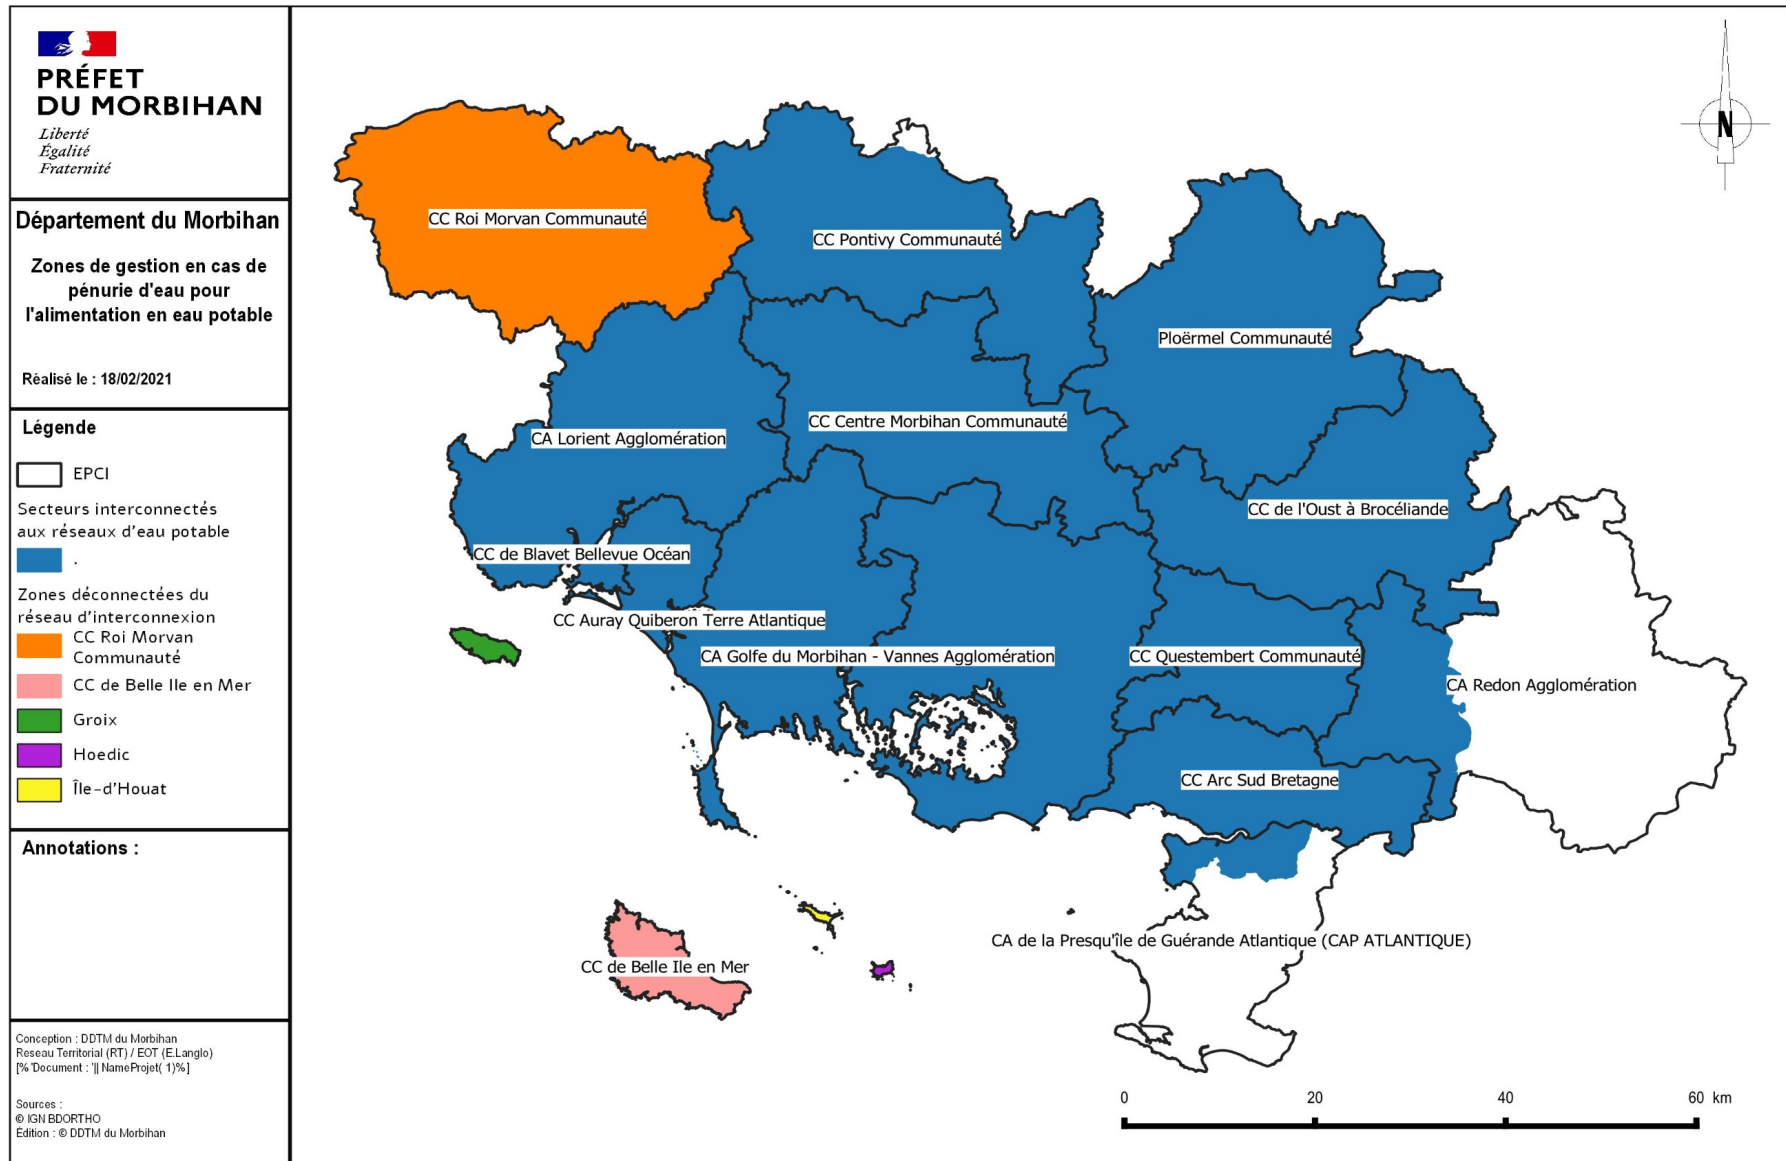 PRÉFET
DU MORBIHAN
Liberté
Égalité
Fraternité
Département du Morbihan
Zones de gestion en cas de
pénurie d'eau pour
l'alimentation en eau potable
Réalisé le : 18/02/2021
Légende
EPCI
Secteurs interconnectés
aux réseaux d'eau potable
.
Zones déconnectées du
réseau d'interconnexion
CC Roi Morvan
Communauté
CC de Belle Ile en Mer
Groix
Hoedic
Île-d'Houat
Annotations :
Conception : DDTM du Morbihan
Reseau Territorial (RT) / EOT (E.Langlo)
[% 'Document : '|| NameProjet( 1)%]
Sources :
© IGN BDORTHO
Édition : © DDTM du Morbihan
N
CC Roi Morvan Communauté
CC Pontivy Communauté
Ploërmel Communauté
CC Centre Morbihan Communauté
CA Lorient Agglomération
CC de l'Oust à Brocéliande
CC de Blavet Bellevue Océan
CC Auray Quiberon Terre Atlantique
CA Golfe du Morbihan - Vannes Agglomération
CC Questembert Communauté
CA Redon Agglomération
CC Arc Sud Bretagne
CA de la Presqu'île de Guérande Atlantique (CAP ATLANTIQUE)
CC de Belle Ile en Mer
0 20 40 60 km